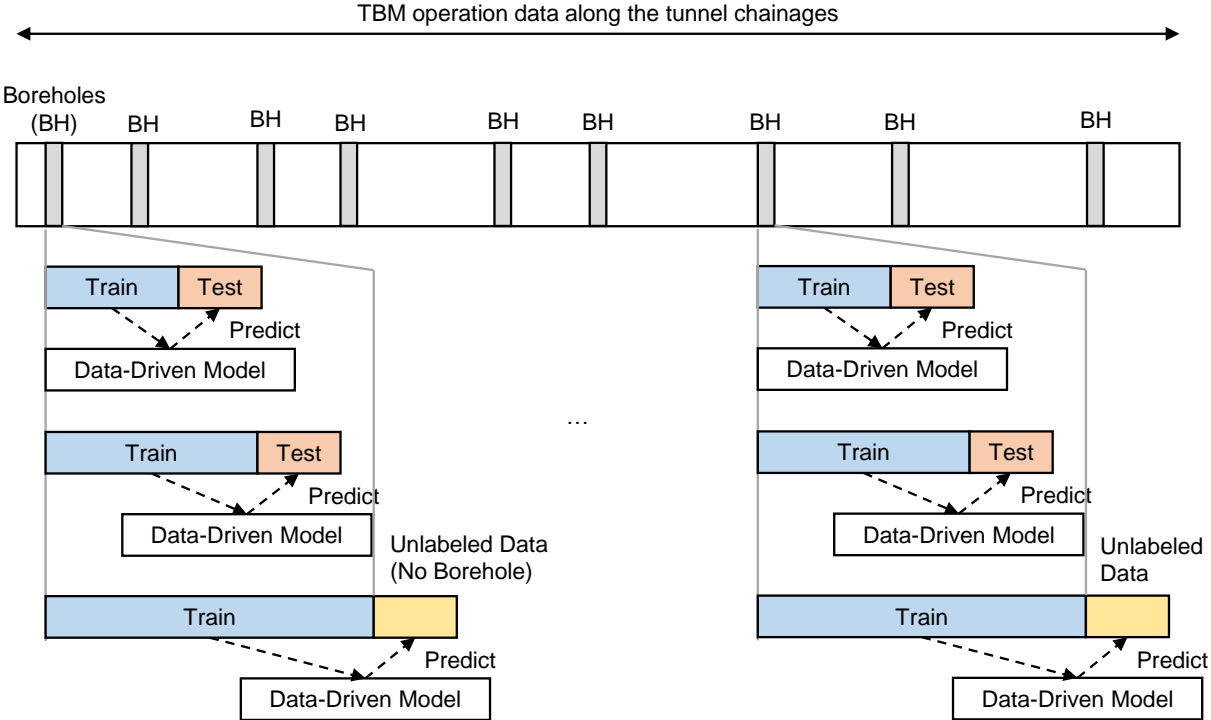 TBM operation data along the tunnel chainages
Boreholes
(BH)
BH
BH
BH
BH
BH
BH
BH
BH
Train
Test
Predict
Data-Driven Model
Train
Test
Predict
Data-Driven Model
...
Train
Test
Predict
Data-Driven Model
Train
Test
Predict
Data-Driven Model
Unlabeled Data
(No Borehole)
Train
Predict
Data-Driven Model
Unlabeled
Data
Train
Predict
Data-Driven Model